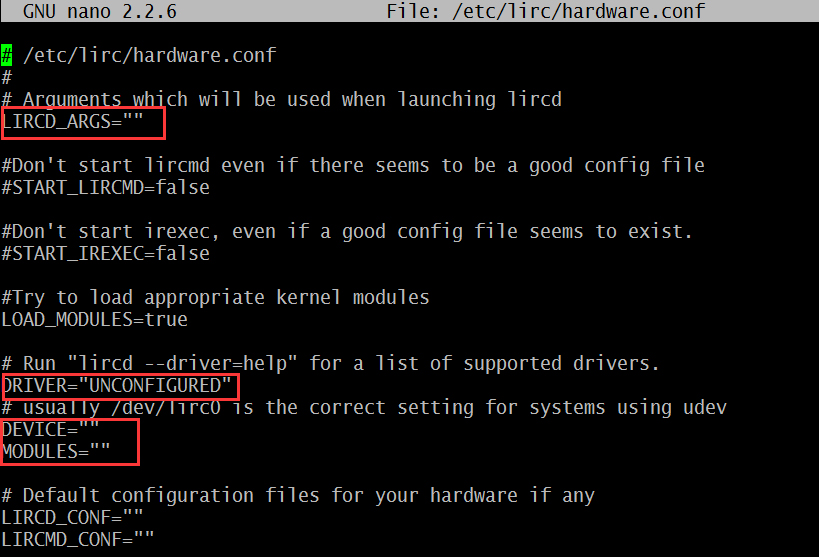 GNU nano 2.2.6 File: /etc/lirc/hardware.conf
# /etc/lirc/hardware.conf
#
# Arguments which will be used when launching lircd
LIRCD_ARGS=""
#Don't start lircmd even if there seems to be a good config file
#START_LIRCMD=false
#Don't start irexec, even if a good config file seems to exist.
#START_IREXEC=false
#Try to load appropriate kernel modules
LOAD_MODULES=true
# Run "lircd --driver=help" for a list of supported drivers.
DRIVER="UNCONFIGURED"
# usually /dev/lirc0 is the correct setting for systems using udev
DEVICE=""
MODULES=""
# Default configuration files for your hardware if any
LIRCD_CONF=""
LIRCMD_CONF=""